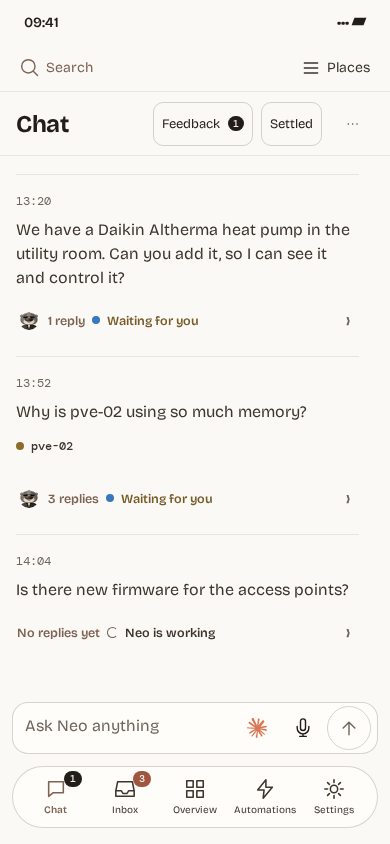 09:41
Search
Places
Chat
Feedback 1
Settled
13:20
We have a Daikin Altherma heat pump in the
utility room. Can you add it, so I can see it
and control it?
1 reply
Waiting for you
13:52
Why is pve-02 using so much memory?
pve-02
3 replies
Waiting for you
14:04
Is there new firmware for the access points?
No replies yet
Neo is working
Ask Neo anything
1
3
Chat
Inbox
Overview
Automations
Settings